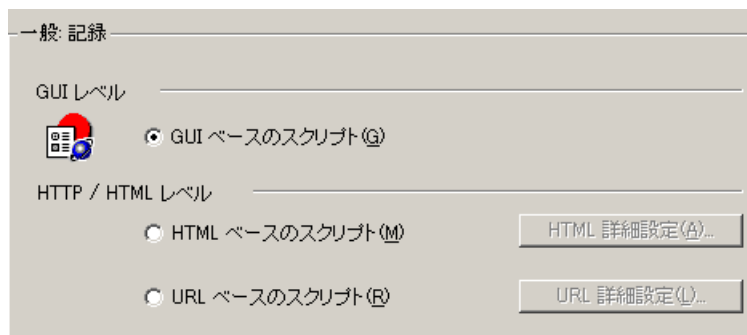 一般: 記録
GUI レベル
GUI ベースのスクリプト(G)
HTTP / HTML レベル
HTML ベースのスクリプト(M) HTML 詳細設定(A)...
URL ベースのスクリプト(R) URL 詳細設定(L)...